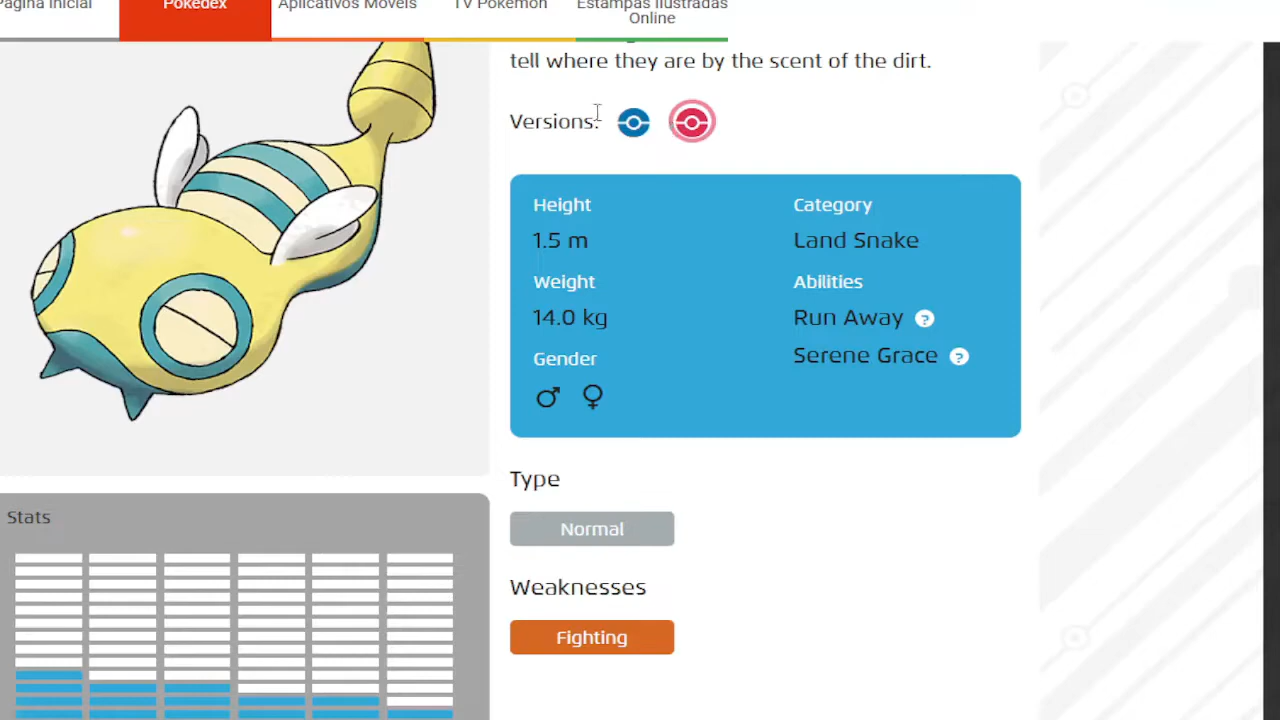 Página Inicial
Pokédex
Aplicativos Móveis
TV Pokémon
Estampas Ilustradas
Online
tell where they are by the scent of the dirt.
Versions:
Height
1.5 m
Weight
14.0 kg
Gender
Category
Land Snake
Abilities
Run Away ?
Serene Grace ?
Type
Normal
Weaknesses
Fighting
Stats